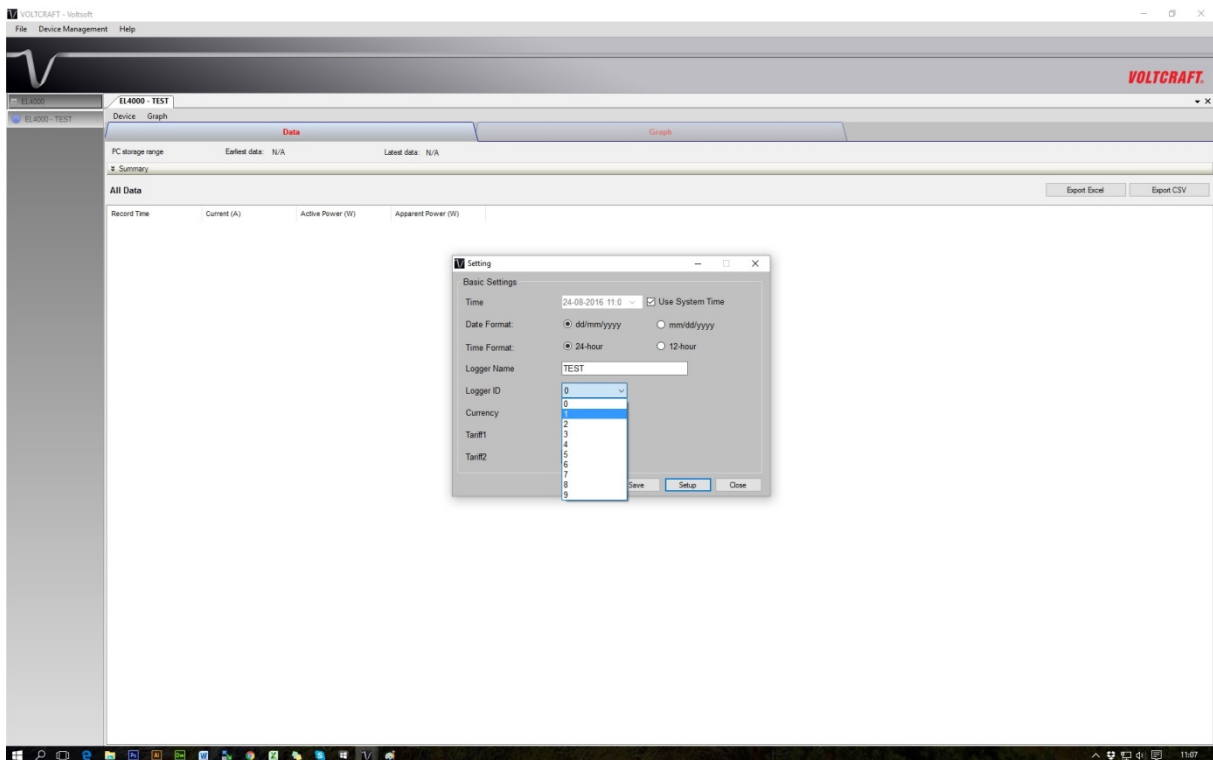 VOLTCRAFT - Voltsoft
File Device Management Help
VOLTCRAFT.
EL4000
EL4000 - TEST
EL4000 - TEST
Device Graph
Data Graph
PC storage range Earliest data: N/A Latest data: N/A
Summary
All Data Export Excel Export CSV
Record Time Current (A) Active Power (W) Apparent Power (W)
Setting
Basic Settings
Time 24-08-2016 11:0 Use System Time
Date Format: dd/mm/yyyy mm/dd/yyyy
Time Format: 24-hour 12-hour
Logger Name TEST
Logger ID 0
0
Currency 1
2
Tariff1 3
4
Tariff2 5
6
7
8 Save Setup Close
9
11:07